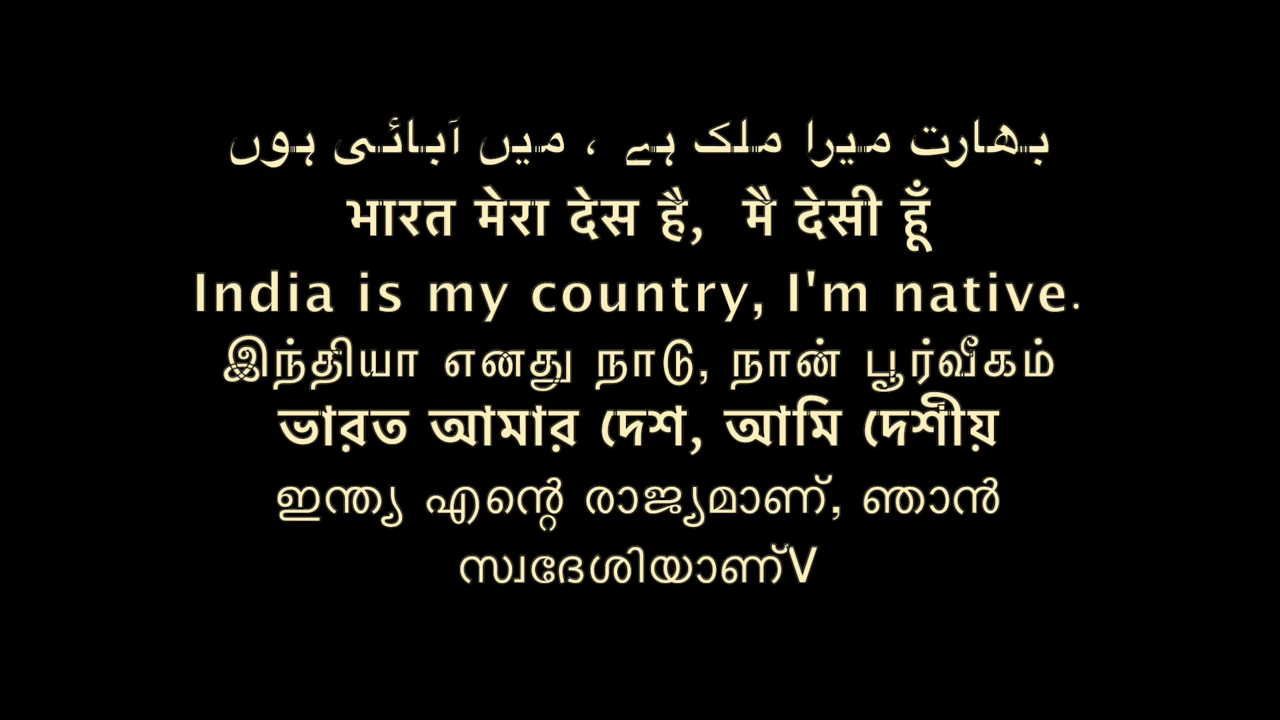 بھارت میرا ملک ہے ، میں آبائی ہوں
भारत मेरा देस है, मै देसी हूँ
India is my country, I'm native.
இந்தியா எனது நாடு, நான் பூர்வீகம்
ভারত আমার দেশ, আমি দেশীয়
ഇന്ത്യ എന്റെ രാജ്യമാണ്, ഞാൻ
സ്വദേശിയാണ്V